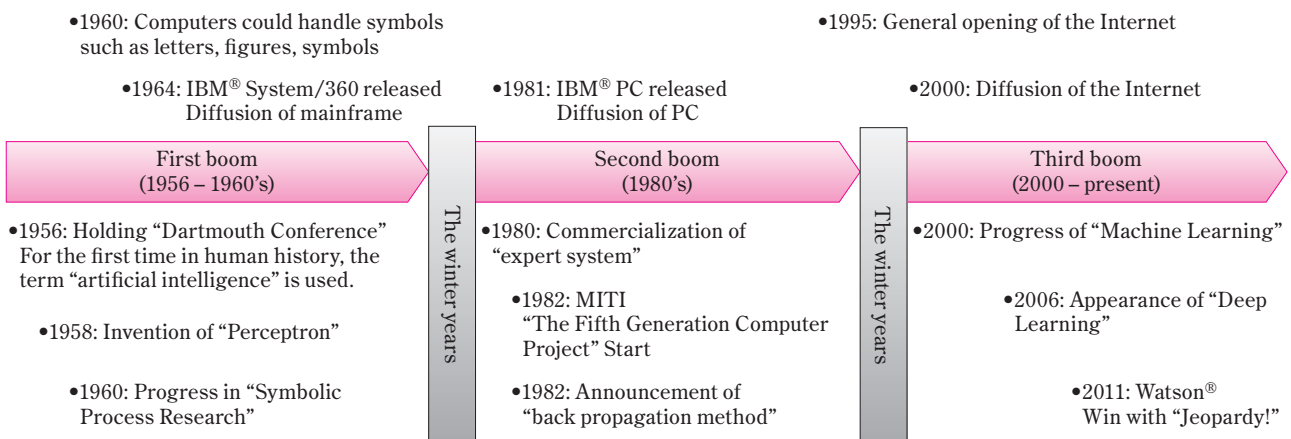 •1960: Computers could handle symbols
such as letters, figures, symbols
•1964: IBM® System/360 released
Diffusion of mainframe
•1981: IBM® PC released
Diffusion of PC
•1995: General opening of the Internet
•2000: Diffusion of the Internet
First boom
(1956 – 1960's)
The winter years
Second boom
(1980's)
The winter years
Third boom
(2000 – present)
•1956: Holding “Dartmouth Conference”
For the first time in human history, the
term “artificial intelligence” is used.
•1958: Invention of “Perceptron”
•1960: Progress in “Symbolic
Process Research”
•1980: Commercialization of
“expert system”
•1982: MITI
“The Fifth Generation Computer
Project” Start
•1982: Announcement of
“back propagation method”
•2000: Progress of “Machine Learning”
•2006: Appearance of “Deep
Learning”
•2011: Watson®
Win with “Jeopardy!”